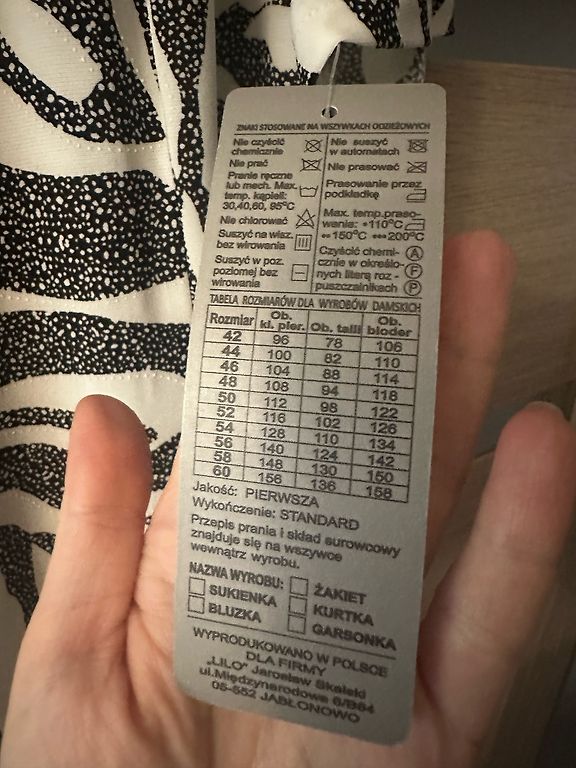 ZNAKI STOSOWANE NA WSZYWKACH ODZIEŻOWYCH
Nie czyścić
chemicznie
Nie prać
Pranie ręczne
lub mech. Max.
temp. kąpieli:
30,40,60, 95°C
Nie chlorować
Suszyć na wisz.
bez wirowania
Suszyć w poz.
poziomej bez
wirowania
Nie suszyć
w automatach
Nie prasować
Prasowanie przez
podkładkę
Max. temp.praso-
wania: •110°C
••150°C •••200°C
Czyścić chemi-
cznie w określo-
nych literą roz-
puszczalnikach
A
F
P
TABELA ROZMIARÓW DLA WYROBÓW DAMSKICH
Rozmiar Ob. kl. pier. Ob. talii Ob. bioder
42 96 78 106
44 100 82 110
46 104 88 114
48 108 94 118
50 112 98 122
52 116 102 126
54 128 110 134
56 140 124 142
58 148 130 150
60 156 136 158
Jakość: PIERWSZA
Wykończenie: STANDARD
Przepis prania i skład surowcowy
znajduje się na wszywce
wewnątrz wyrobu.
NAZWA WYROBU:
SUKIENKA
BLUZKA
ŻAKIET
KURTKA
GARSONKA
WYPRODUKOWANO W POLSCE
DLA FIRMY
„LILO" Jarosław Skalski
ul.Międzynarodowa 6/B84
05-552 JABŁONOWO